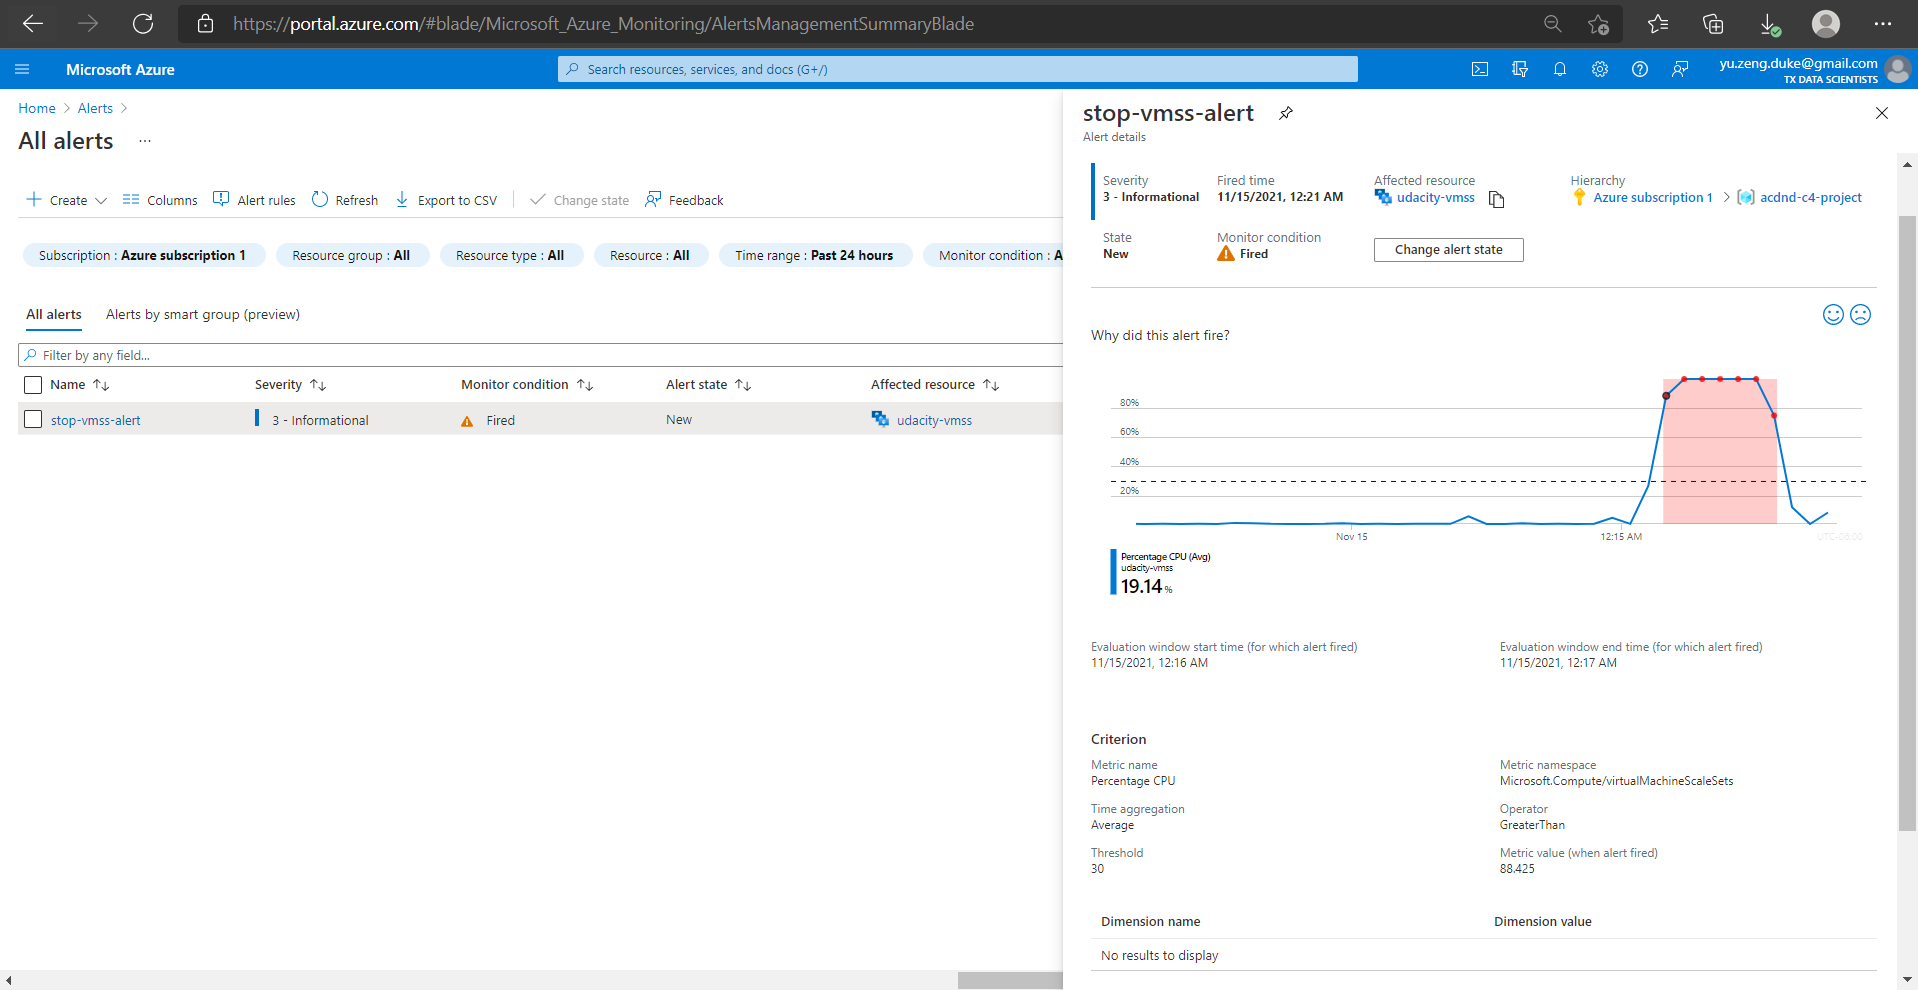 https://portal.azure.com/#blade/Microsoft_Azure_Monitoring/AlertsManagementSummaryBlade
Microsoft Azure
Search resources, services, and docs (G+/)
yu.zeng.duke@gmail.com
TX DATA SCIENTISTS
Home > Alerts >
All alerts ...
Create
Columns
Alert rules
Refresh
Export to CSV
Change state
Feedback
Subscription : Azure subscription 1
Resource group : All
Resource type : All
Resource : All
Time range : Past 24 hours
Monitor condition : A
All alerts
Alerts by smart group (preview)
Filter by any field...
Name
Severity
Monitor condition
Alert state
Affected resource
stop-vmss-alert
3 - Informational
Fired
New
udacity-vmss
stop-vmss-alert
Alert details
Severity
3 - Informational
Fired time
11/15/2021, 12:21 AM
Affected resource
udacity-vmss
Hierarchy
Azure subscription 1 > acdnd-c4-project
State
New
Monitor condition
Fired
Change alert state
Why did this alert fire?
80%
60%
40%
20%
Nov 15
12:15 AM
UTC-06:00
Percentage CPU (Avg)
udacity-vmss
19.14 %
Evaluation window start time (for which alert fired)
11/15/2021, 12:16 AM
Evaluation window end time (for which alert fired)
11/15/2021, 12:17 AM
Criterion
Metric name
Percentage CPU
Metric namespace
Microsoft.Compute/virtualMachineScaleSets
Time aggregation
Average
Operator
GreaterThan
Threshold
30
Metric value (when alert fired)
88.425
Dimension name
Dimension value
No results to display